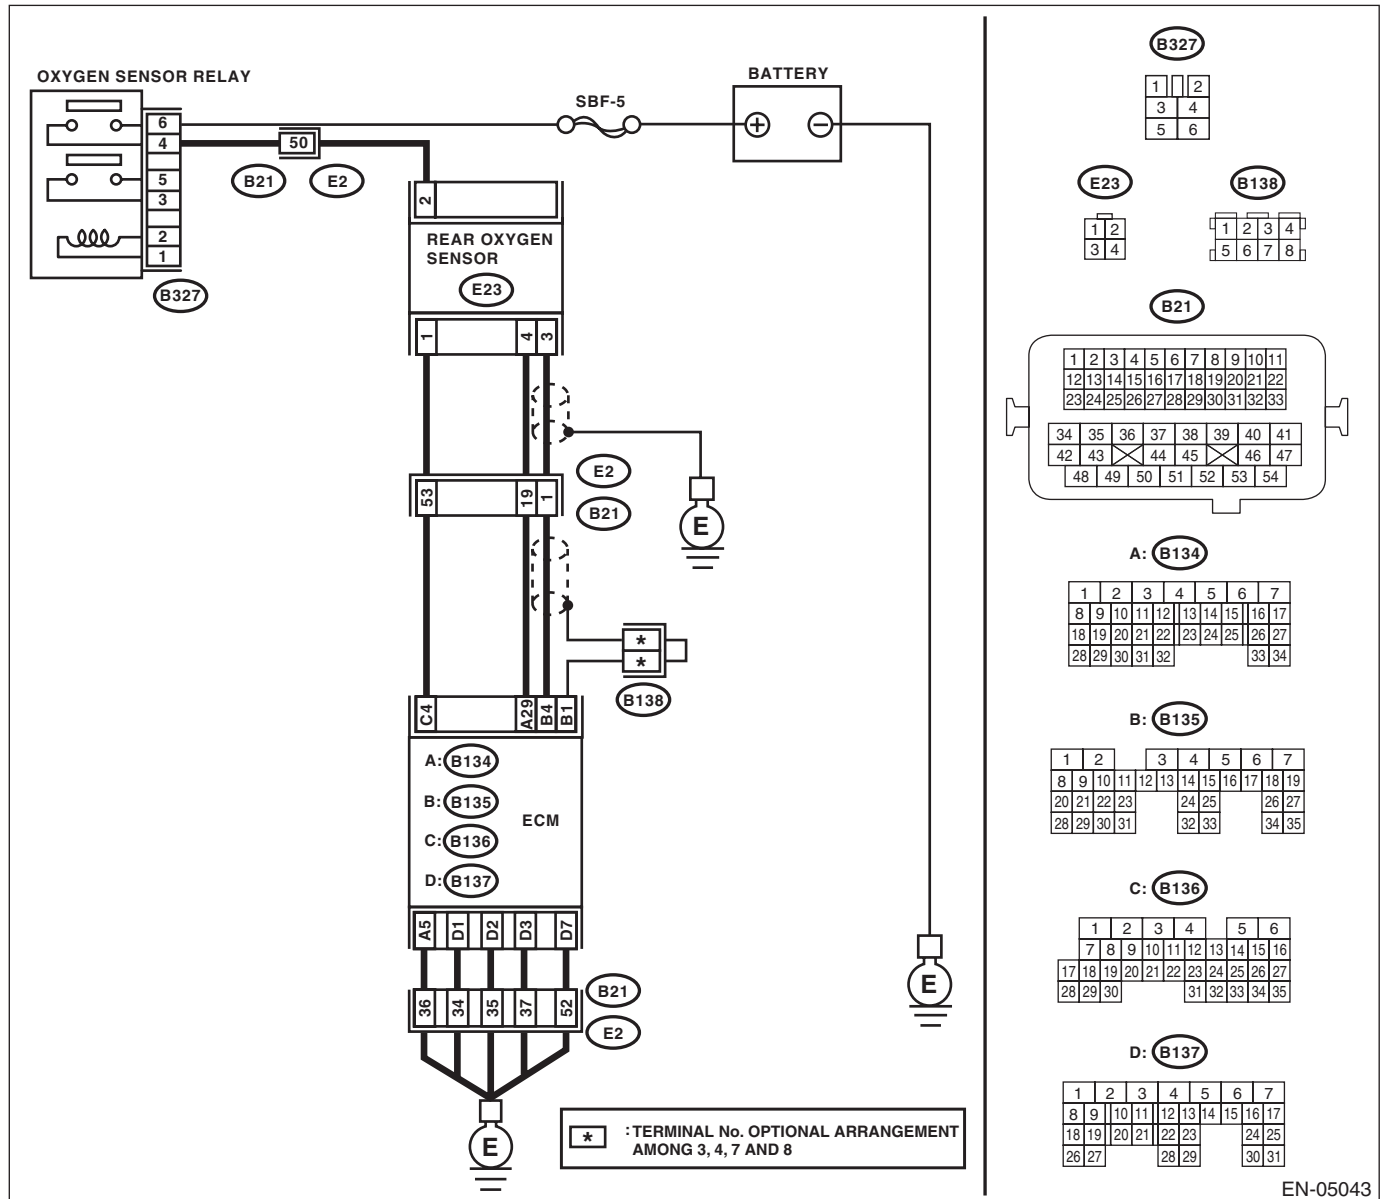 OXYGEN SENSOR RELAY
BATTERY
SBF-5
6
4
5
3
2
1
50
B21
E2
B327
2
REAR OXYGEN
SENSOR
E23
1
4
3
E2
53
19
1
B21
E
*
*
B138
C4
A29
B4
B1
A: B134
B: B135
ECM
C: B136
D: B137
A5
D1
D2
D3
D7
B21
36
34
35
37
52
E2
E
E
* : TERMINAL No. OPTIONAL ARRANGEMENT
AMONG 3, 4, 7 AND 8
B327
1 2
3 4
5 6
E23
1 2
3 4
B138
1 2 3 4
5 6 7 8
B21
1 2 3 4 5 6 7 8 9 10 11
12 13 14 15 16 17 18 19 20 21 22
23 24 25 26 27 28 29 30 31 32 33
34 35 36 37 38 39 40 41
42 43 44 45 46 47
48 49 50 51 52 53 54
A: B134
1 2 3 4 5 6 7
8 9 10 11 12 13 14 15 16 17
18 19 20 21 22 23 24 25 26 27
28 29 30 31 32 33 34
B: B135
1 2 3 4 5 6 7
8 9 10 11 12 13 14 15 16 17 18 19
20 21 22 23 24 25 26 27
28 29 30 31 32 33 34 35
C: B136
1 2 3 4 5 6
7 8 9 10 11 12 13 14 15 16
17 18 19 20 21 22 23 24 25 26 27
28 29 30 31 32 33 34 35
D: B137
1 2 3 4 5 6 7
8 9 10 11 12 13 14 15 16 17
18 19 20 21 22 23 24 25
26 27 28 29 30 31
EN-05043